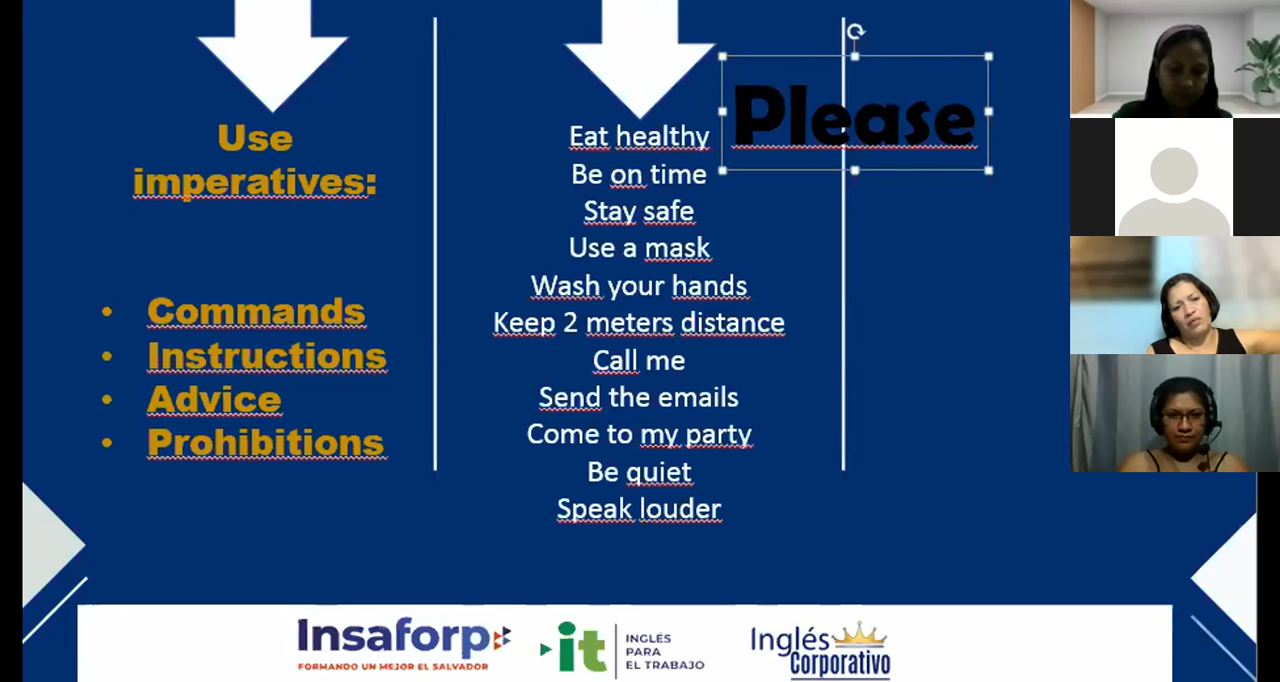 Use
imperatives:
• Commands
• Instructions
• Advice
• Prohibitions
Eat healthy
Be on time
Stay safe
Use a mask
Wash your hands
Keep 2 meters distance
Call me
Send the emails
Come to my party
Be quiet
Speak louder
Please
Insaforp
FORMANDO UN MEJOR EL SALVADOR
it
INGLÉS
PARA
EL TRABAJO
Inglés
Corporativo